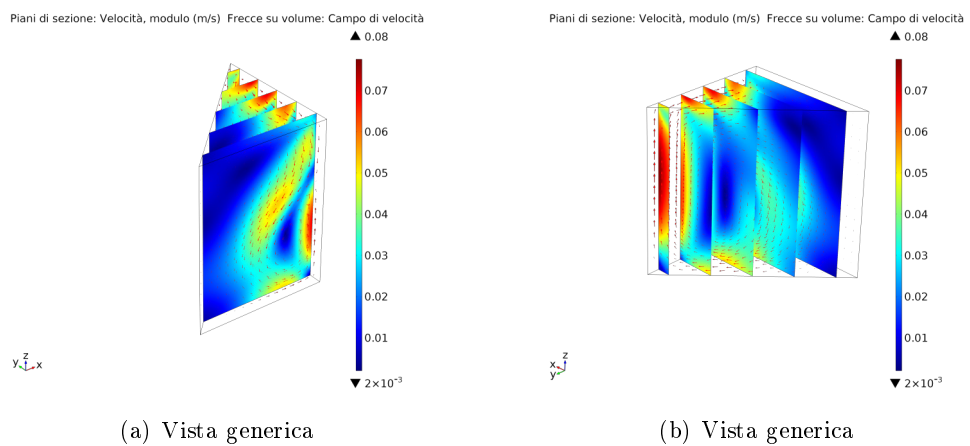 Piani di sezione: Velocità, modulo (m/s)  Frecce su volume: Campo di velocità
▲ 0.08
0.07
0.06
0.05
0.04
0.03
0.02
0.01
▼ 2×10⁻³
y z x
(a) Vista generica
Piani di sezione: Velocità, modulo (m/s)  Frecce su volume: Campo di velocità
▲ 0.08
0.07
0.06
0.05
0.04
0.03
0.02
0.01
▼ 2×10⁻³
z
x
y
(b) Vista generica